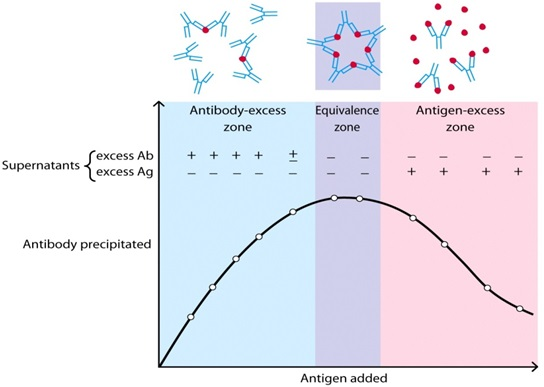 Antibody-excess
zone
Equivalence
zone
Antigen-excess
zone
Supernatants
excess Ab + + + + ± – – – – – –
excess Ag – – – – – – – + + + +
Antibody precipitated
Antigen added